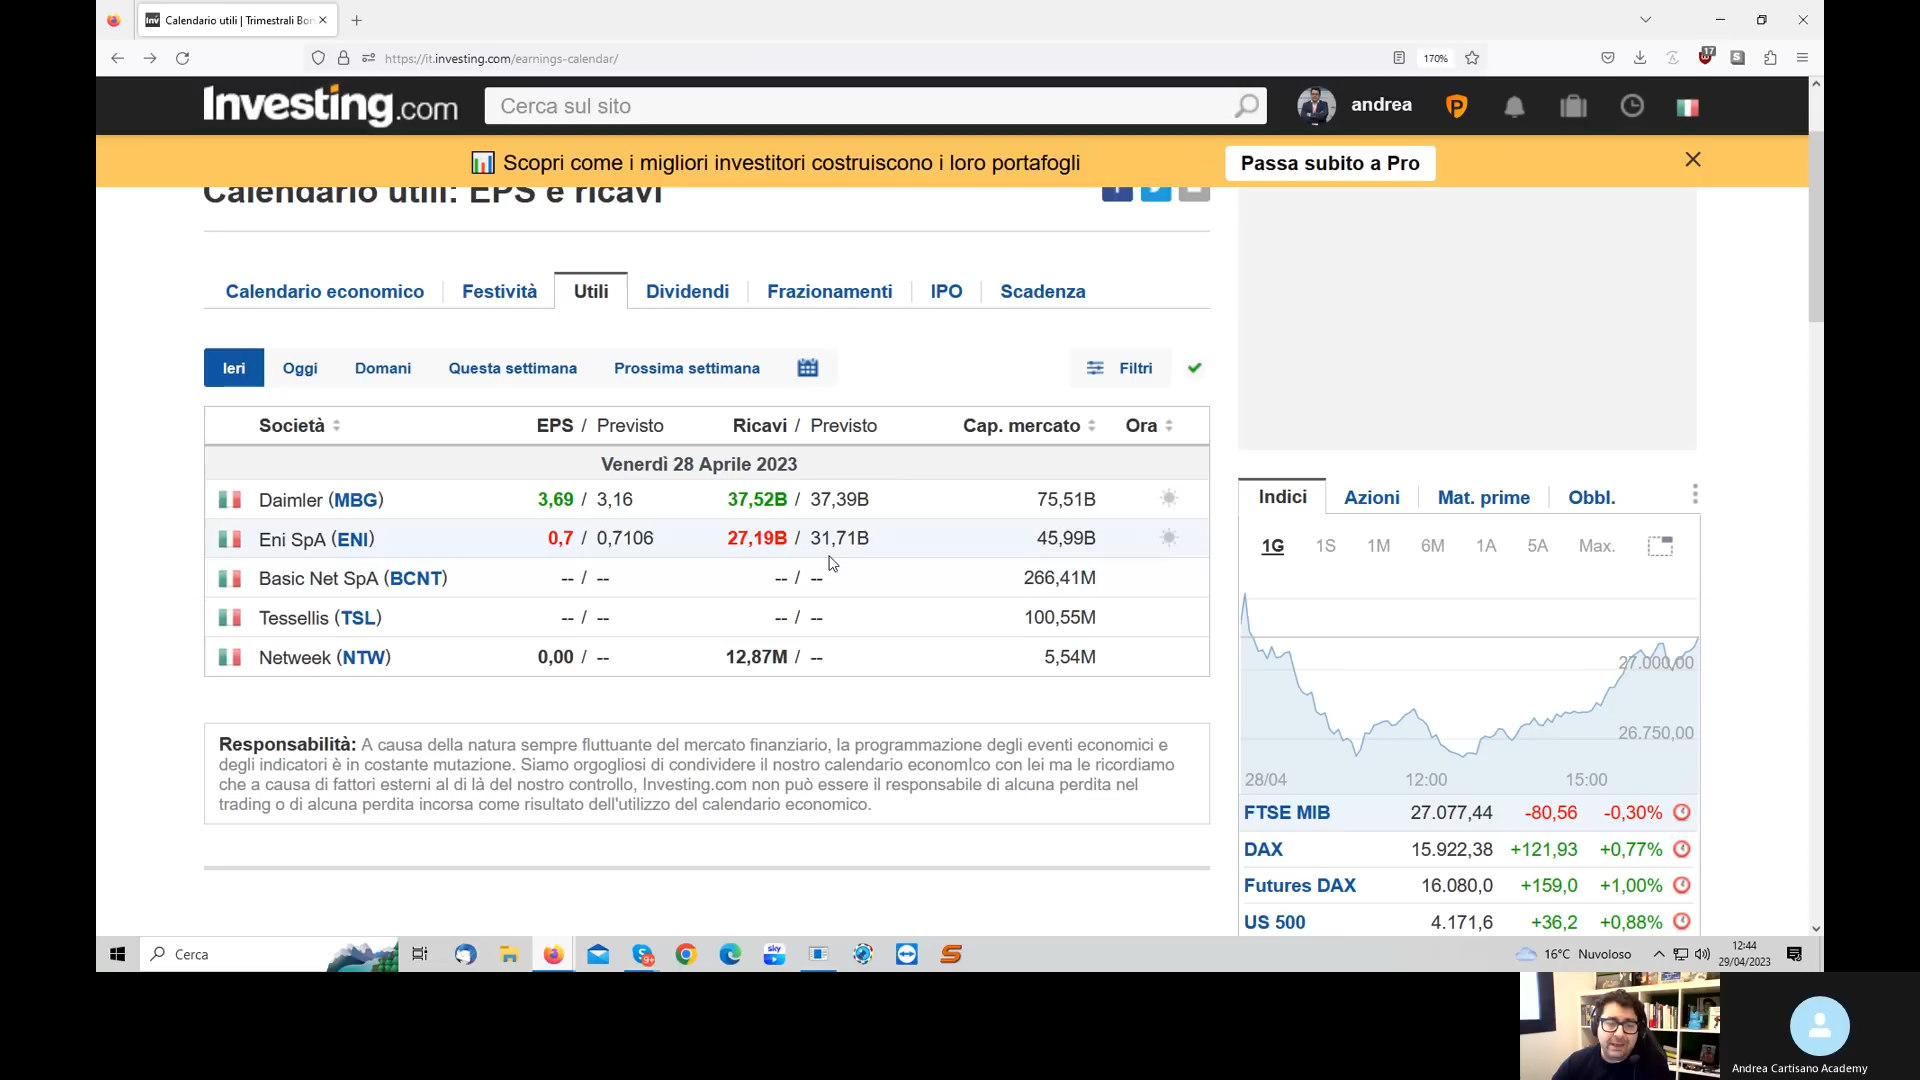 Calendario utili | Trimestrali Bor
https://it.investing.com/earnings-calendar/
170%
17
Investing.com
Cerca sul sito
andrea
Scopri come i migliori investitori costruiscono i loro portafogli
Passa subito a Pro
Calendario utili: EPS e ricavi
Calendario economico
Festività
Utili
Dividendi
Frazionamenti
IPO
Scadenza
Ieri
Oggi
Domani
Questa settimana
Prossima settimana
Filtri
Società EPS / Previsto Ricavi / Previsto Cap. mercato Ora
Venerdì 28 Aprile 2023
Daimler (MBG) 3,69 / 3,16 37,52B / 37,39B 75,51B
Eni SpA (ENI) 0,7 / 0,7106 27,19B / 31,71B 45,99B
Basic Net SpA (BCNT) -- / -- -- / -- 266,41M
Tessellis (TSL) -- / -- -- / -- 100,55M
Netweek (NTW) 0,00 / -- 12,87M / -- 5,54M
Responsabilità: A causa della natura sempre fluttuante del mercato finanziario, la programmazione degli eventi economici e
degli indicatori è in costante mutazione. Siamo orgogliosi di condividere il nostro calendario economIco con lei ma le ricordiamo
che a causa di fattori esterni al di là del nostro controllo, Investing.com non può essere il responsabile di alcuna perdita nel
trading o di alcuna perdita incorsa come risultato dell'utilizzo del calendario economico.
Indici
Azioni
Mat. prime
Obbl.
1G 1S 1M 6M 1A 5A Max.
27.000,00
26.750,00
28/04 12:00 15:00
FTSE MIB 27.077,44 -80,56 -0,30%
DAX 15.922,38 +121,93 +0,77%
Futures DAX 16.080,0 +159,0 +1,00%
US 500 4.171,6 +36,2 +0,88%
Cerca
sky
16°C Nuvoloso
12:44
29/04/2023
Andrea Cartisano Academy